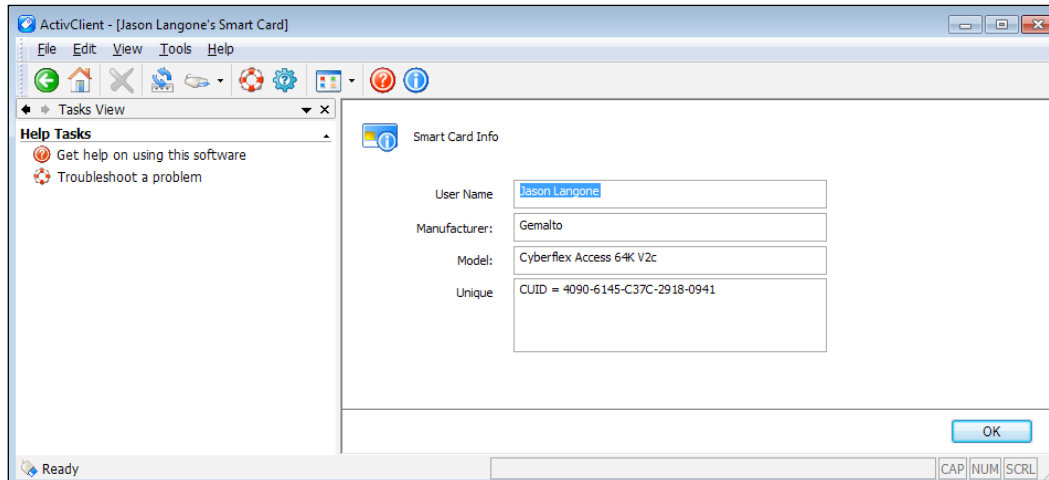 ActivClient - [Jason Langone's Smart Card]
File Edit View Tools Help
Tasks View
Help Tasks
Get help on using this software
Troubleshoot a problem
Smart Card Info
User Name Jason Langone
Manufacturer: Gemalto
Model: Cyberflex Access 64K V2c
Unique CUID = 4090-6145-C37C-2918-0941
OK
Ready CAP NUM SCRL